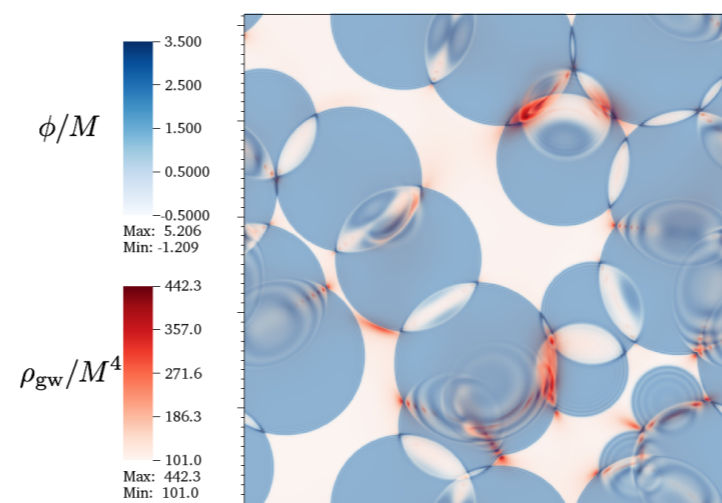 3.500
2.500
ϕ/M
1.500
0.5000
-0.5000
Max: 5.206
Min: -1.209
442.3
357.0
ρgw/M⁴
271.6
186.3
101.0
Max: 442.3
Min: 101.0